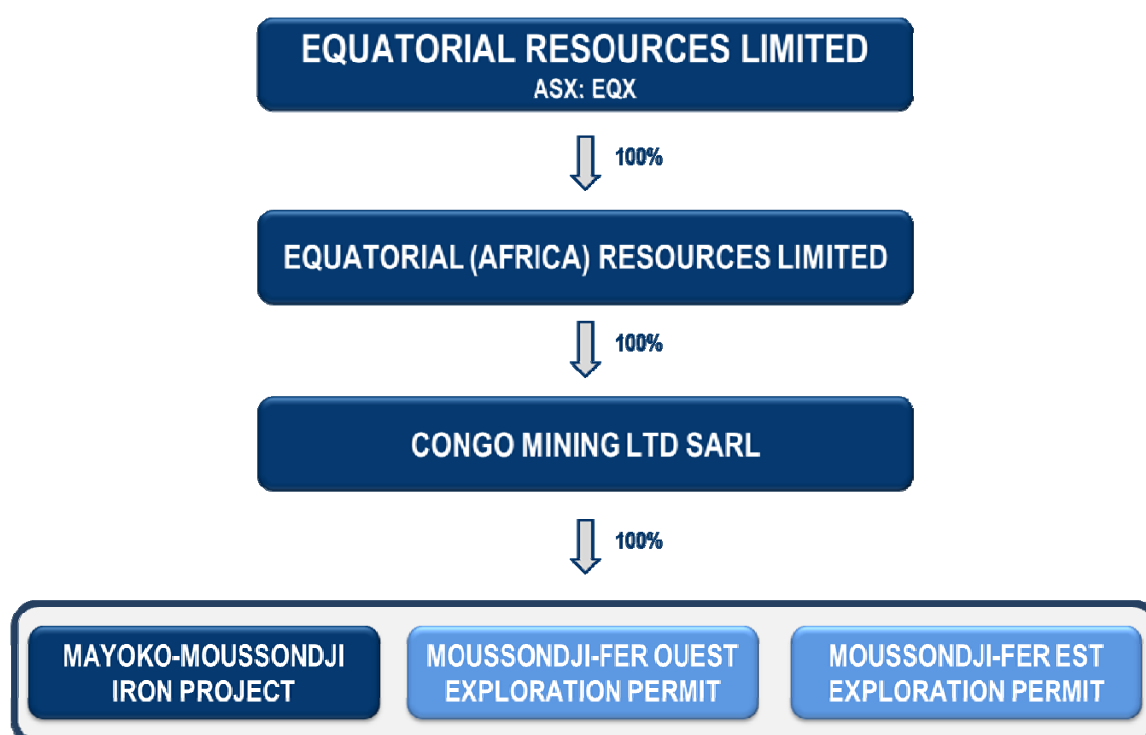 EQUATORIAL RESOURCES LIMITED
ASX: EQX
100%
EQUATORIAL (AFRICA) RESOURCES LIMITED
100%
CONGO MINING LTD SARL
100%
MAYOKO-MOUSSONDJI
IRON PROJECT
MOUSSONDJI-FER OUEST
EXPLORATION PERMIT
MOUSSONDJI-FER EST
EXPLORATION PERMIT